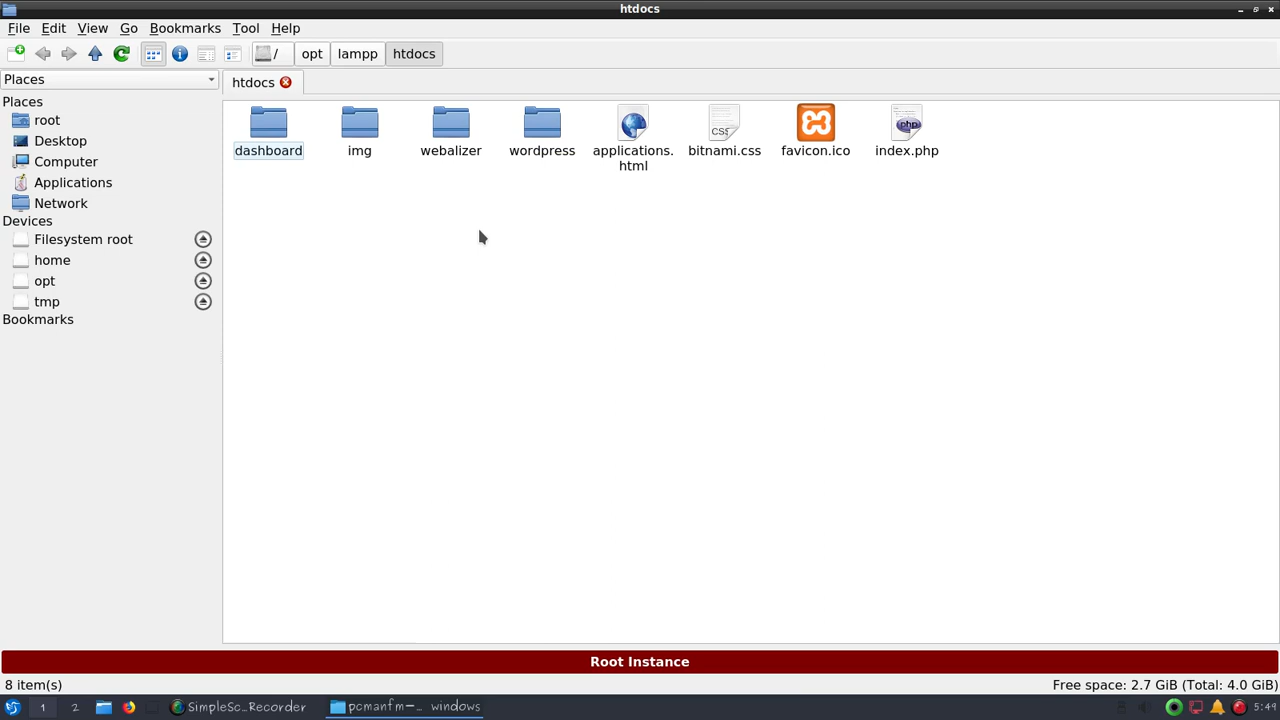 htdocs
File Edit View Go Bookmarks Tool Help
/ opt lampp htdocs
Places
htdocs
Places
root
Desktop
Computer
Applications
Network
Devices
Filesystem root
home
opt
tmp
Bookmarks
dashboard img webalizer wordpress applications. bitnami.css favicon.ico index.php
html
CSS php
Root Instance
8 item(s) Free space: 2.7 GiB (Total: 4.0 GiB)
1 2 SimpleSc...Recorder pcmanfm—... windows 5:49